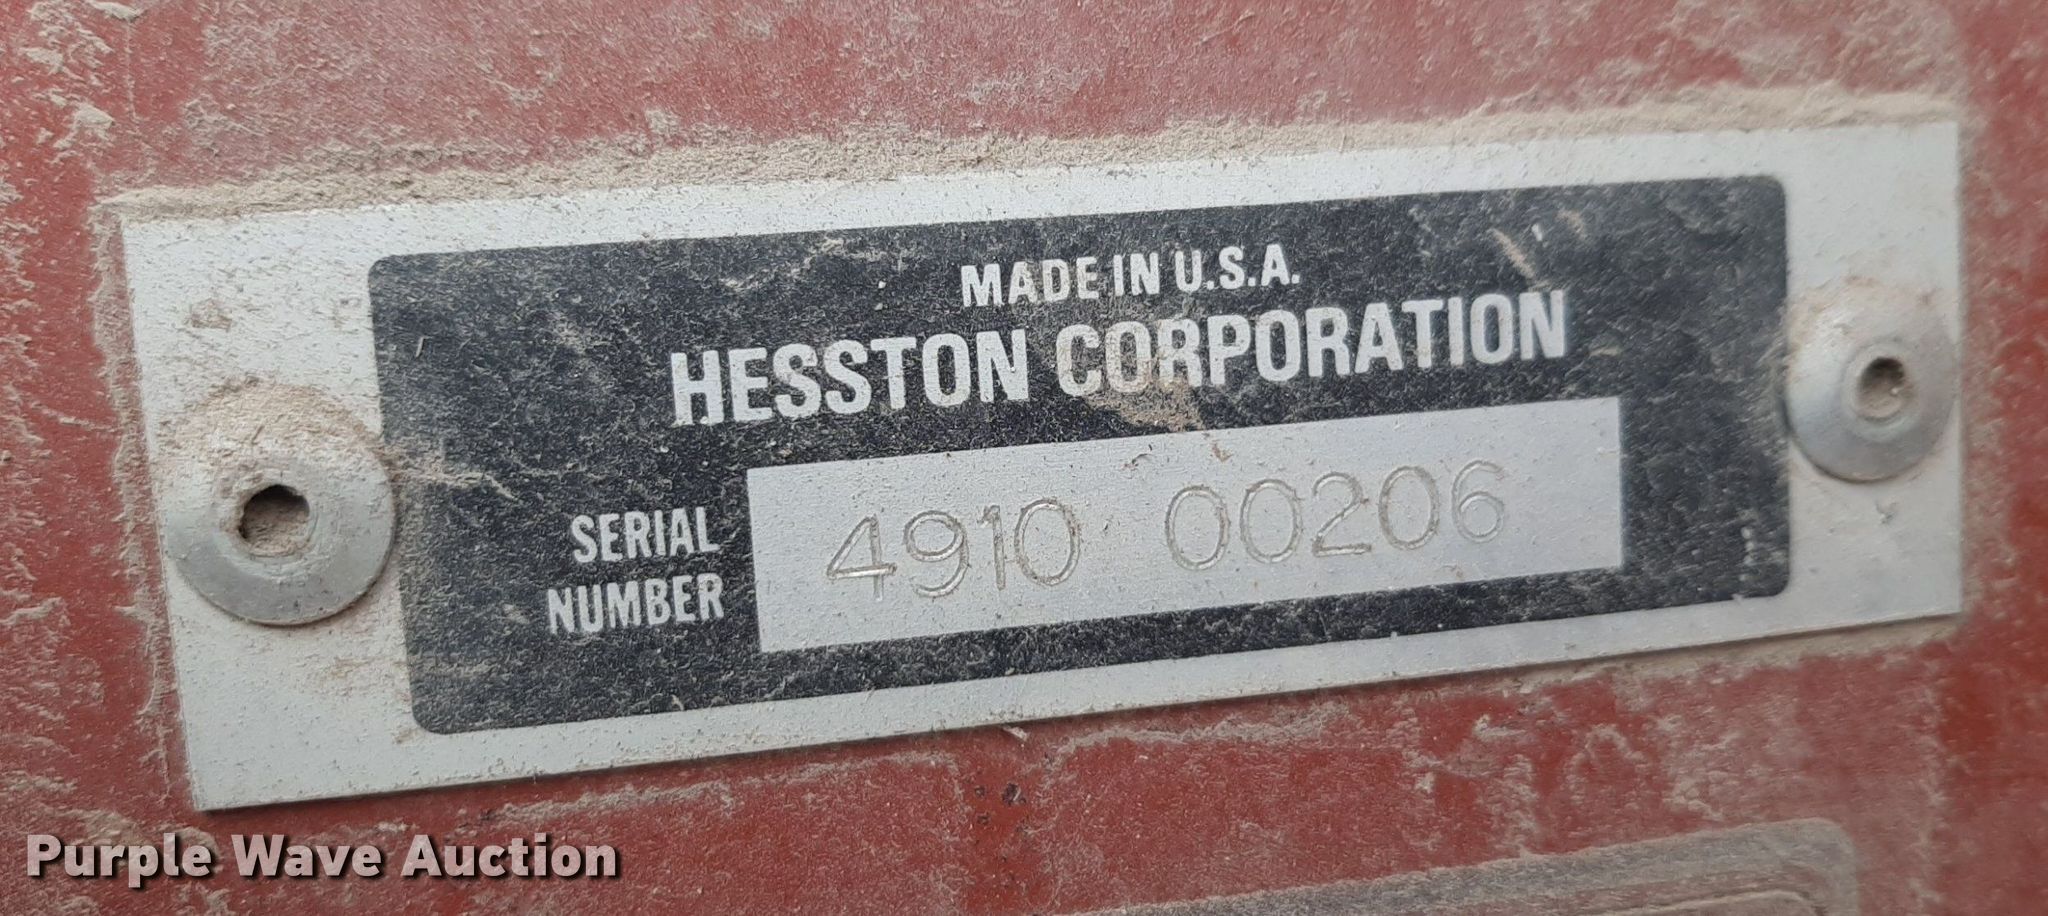 MADE IN U.S.A.
HESSTON CORPORATION
SERIAL NUMBER
4910 00206
Purple Wave Auction